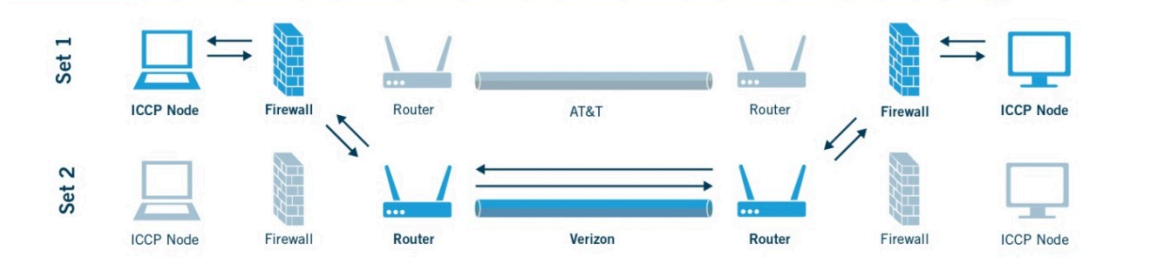 Set 1
ICCP Node
Firewall
Router
AT&T
Router
Firewall
ICCP Node
Set 2
ICCP Node
Firewall
Router
Verizon
Router
Firewall
ICCP Node